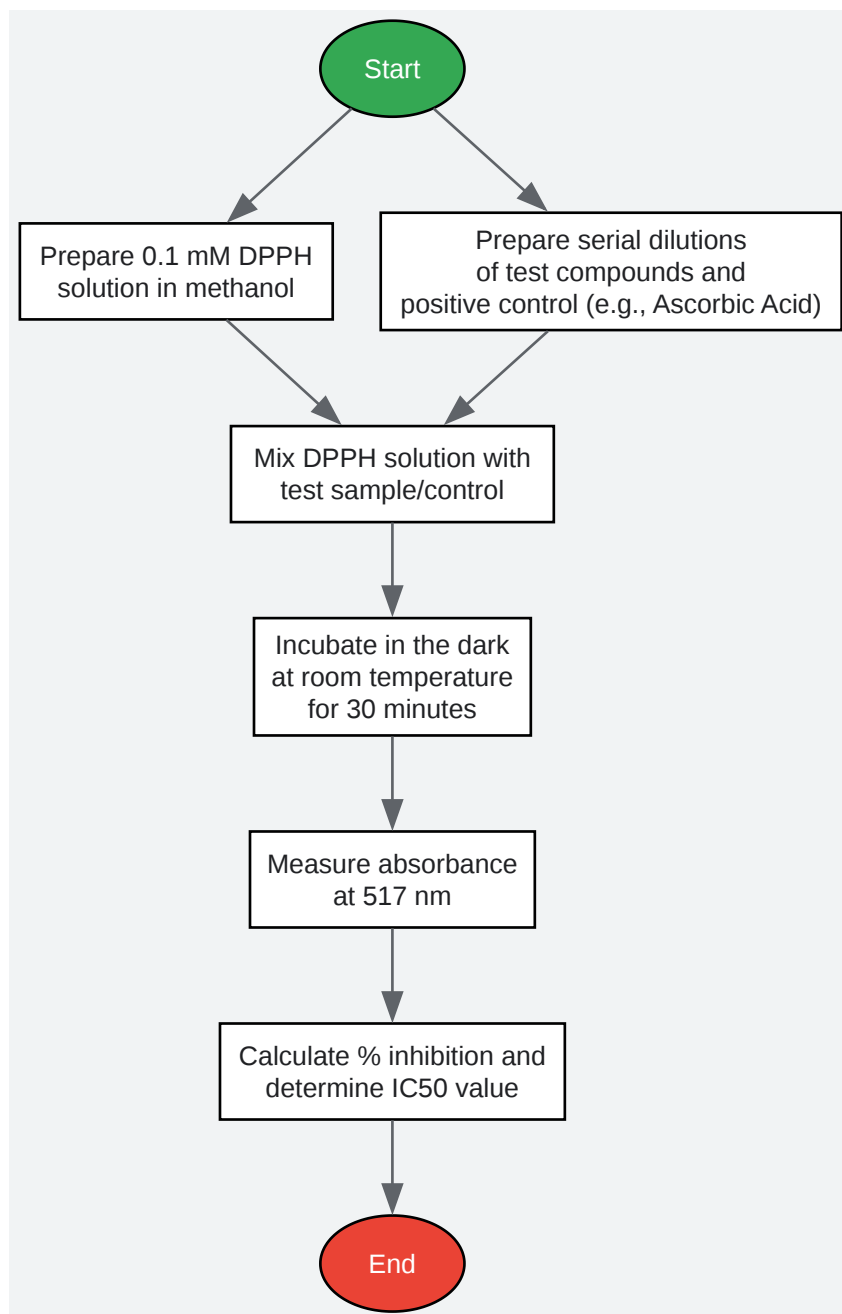 Start
Prepare 0.1 mM DPPH
solution in methanol
Prepare serial dilutions
of test compounds and
positive control (e.g., Ascorbic Acid)
Mix DPPH solution with
test sample/control
Incubate in the dark
at room temperature
for 30 minutes
Measure absorbance
at 517 nm
Calculate % inhibition and
determine IC50 value
End